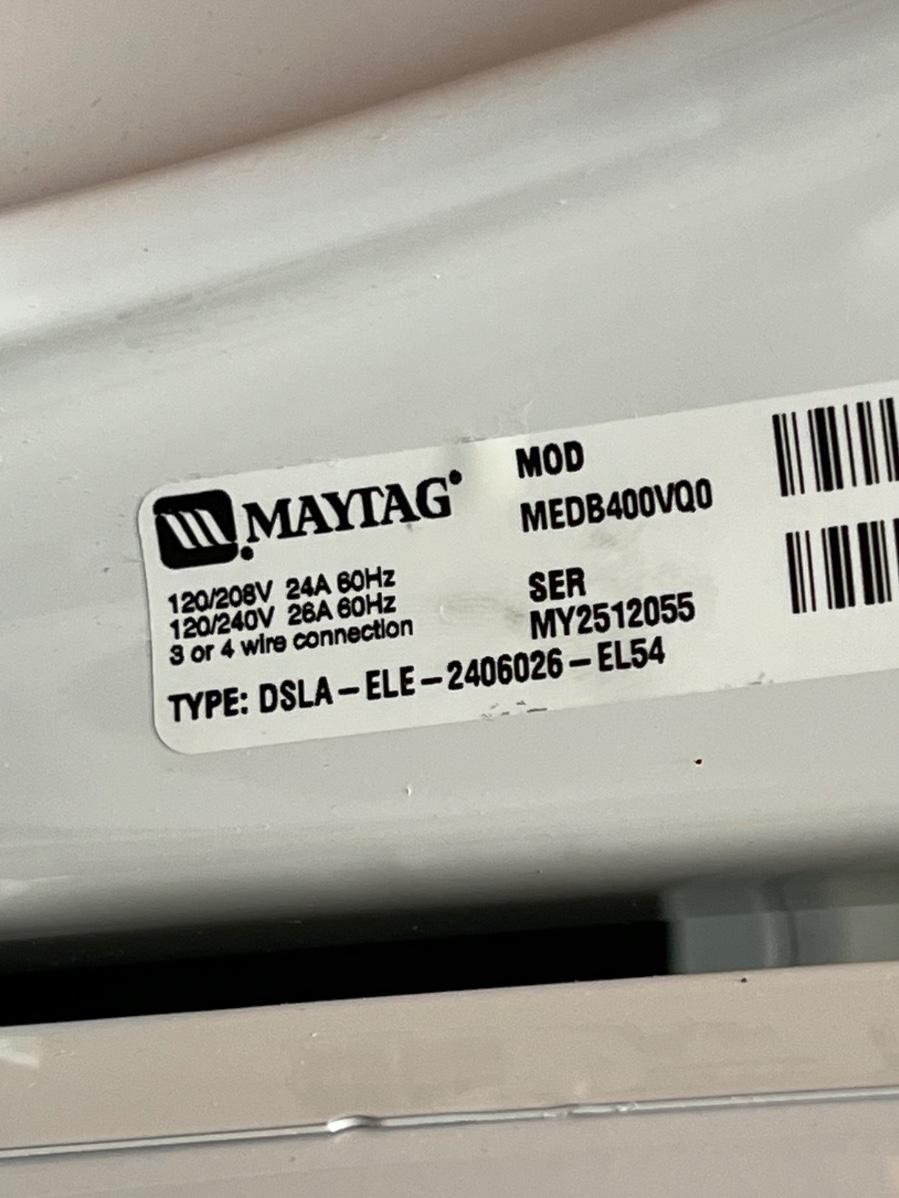 MAYTAG
120/208V 24A 60Hz
120/240V 26A 60Hz
3 or 4 wire connection
MOD
MEDB400VQ0
SER
MY2512055
TYPE: DSLA-ELE-2406026-EL54